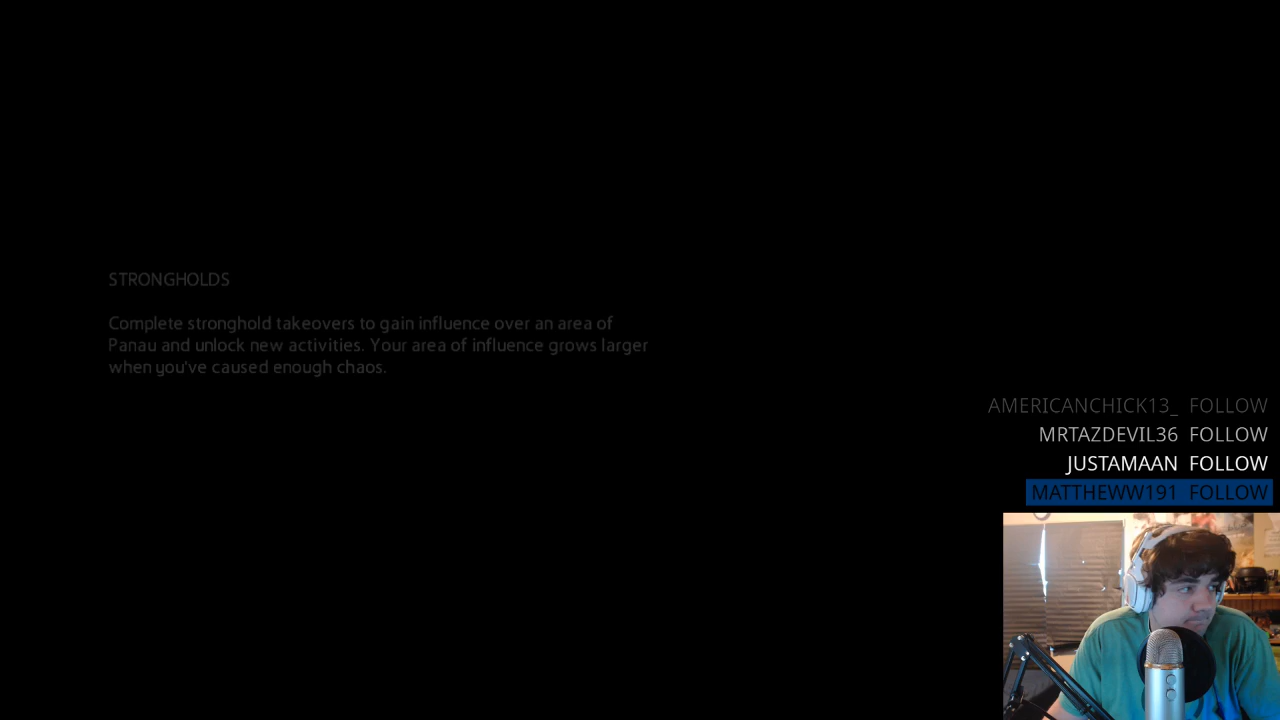 STRONGHOLDS
Complete stronghold takeovers to gain influence over an area of
Panau and unlock new activities. Your area of influence grows larger
when you've caused enough chaos.
AMERICANCHICK13_ FOLLOW
MRTAZDEVIL36 FOLLOW
JUSTAMAAN FOLLOW
MATTHEWW191 FOLLOW